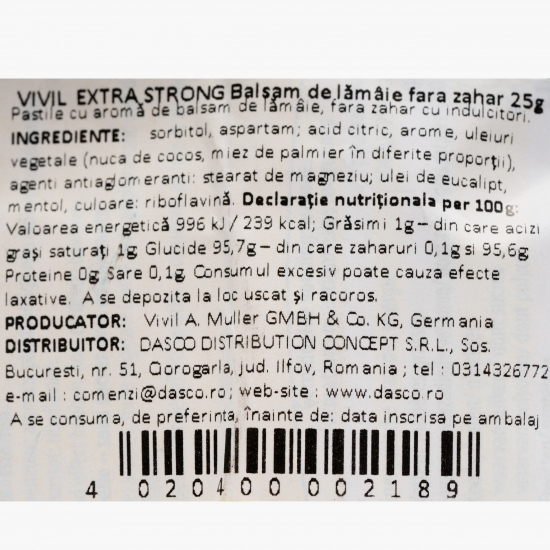 VIVIL EXTRA STRONG Balsam de lămâie fara zahar 25g
Pastile cu aromă de balsam de lămâie, fara zahar cu indulcitori.
INGREDIENTE: sorbitol, aspartam; acid citric, arome, uleiuri
vegetale (nuca de cocos, miez de palmier în diferite proporții),
agenti antiaglomeranti: stearat de magneziu; ulei de eucalipt,
mentol, culoare: riboflavină. Declarație nutritionala per 100g:
Valoarea energetică 996 kJ / 239 kcal; Grăsimi 1g – din care acizi
grași saturați 1g Glucide 95,7g – din care zaharuri 0,1g si 95,6g
Proteine 0g Sare 0,1g Consumul excesiv poate cauza efecte
laxative. A se depozita la loc uscat și racoros.
PRODUCATOR: Vivil A. Muller GMBH & Co. KG, Germania
DISTRIBUITOR: DASCO DISTRIBUTION CONCEPT S.R.L., Sos.
Bucuresti, nr. 51, Ciorogarla, jud. Ilfov, Romania ; tel : 0314326772
e-mail : comenzi@dasco.ro; web-site : www.dasco.ro
A se consuma, de preferinta, înainte de: data inscrisa pe ambalaj
4 020400 002189